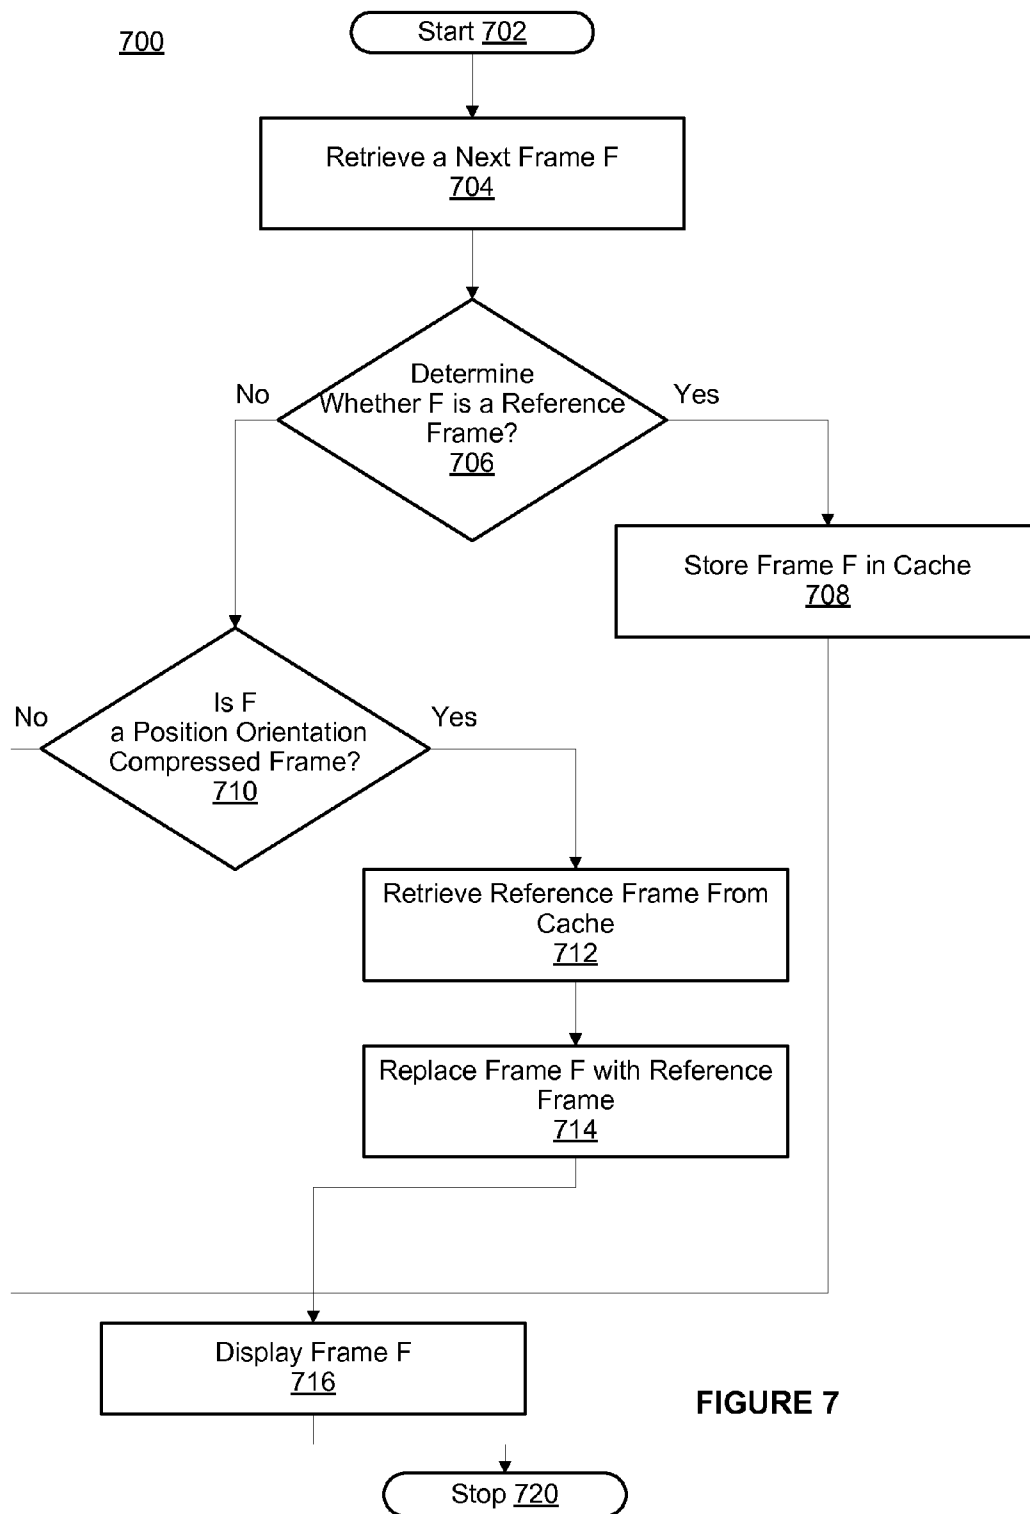 700
Start 702
Retrieve a Next Frame F
704
Determine
Whether F is a Reference
Frame?
706
No
Yes
Store Frame F in Cache
708
Is F
a Position Orientation
Compressed Frame?
710
No
Yes
Retrieve Reference Frame From
Cache
712
Replace Frame F with Reference
Frame
714
Display Frame F
716
FIGURE 7
Stop 720